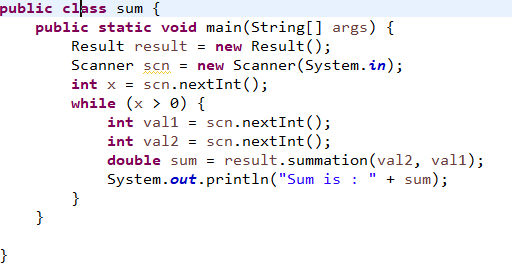 public class sum {
    public static void main(String[] args) {
        Result result = new Result();
        Scanner scn = new Scanner(System.in);
        int x = scn.nextInt();
        while (x > 0) {
            int val1 = scn.nextInt();
            int val2 = scn.nextInt();
            double sum = result.summation(val2, val1);
            System.out.println("Sum is : " + sum);
        }
    }
}